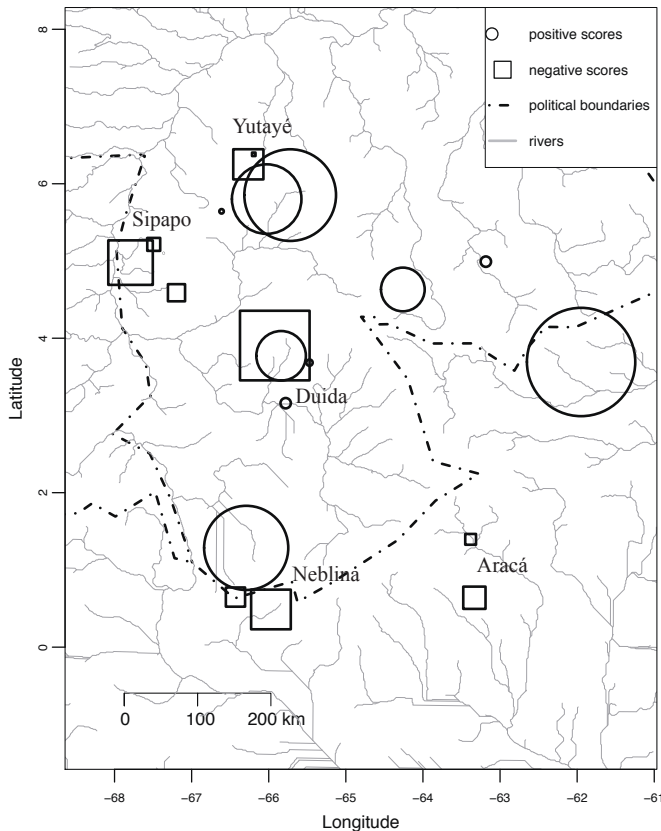 8
positive scores
negative scores
political boundaries
rivers
Yutayé
6
Sipapo
4
Latitude
Duida
2
Aracá
Neblina
0
0 100 200 km
−68 −67 −66 −65 −64 −63 −62 −61
Longitude